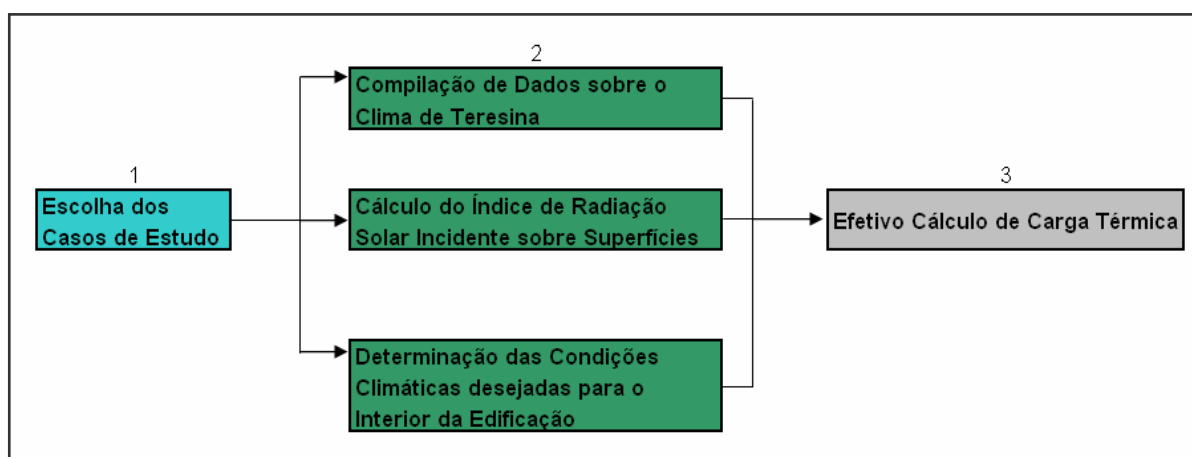 1
Escolha dos
Casos de Estudo
2
Compilação de Dados sobre o
Clima de Teresina
Cálculo do Índice de Radiação
Solar Incidente sobre Superfícies
Determinação das Condições
Climáticas desejadas para o
Interior da Edificação
3
Efetivo Cálculo de Carga Térmica